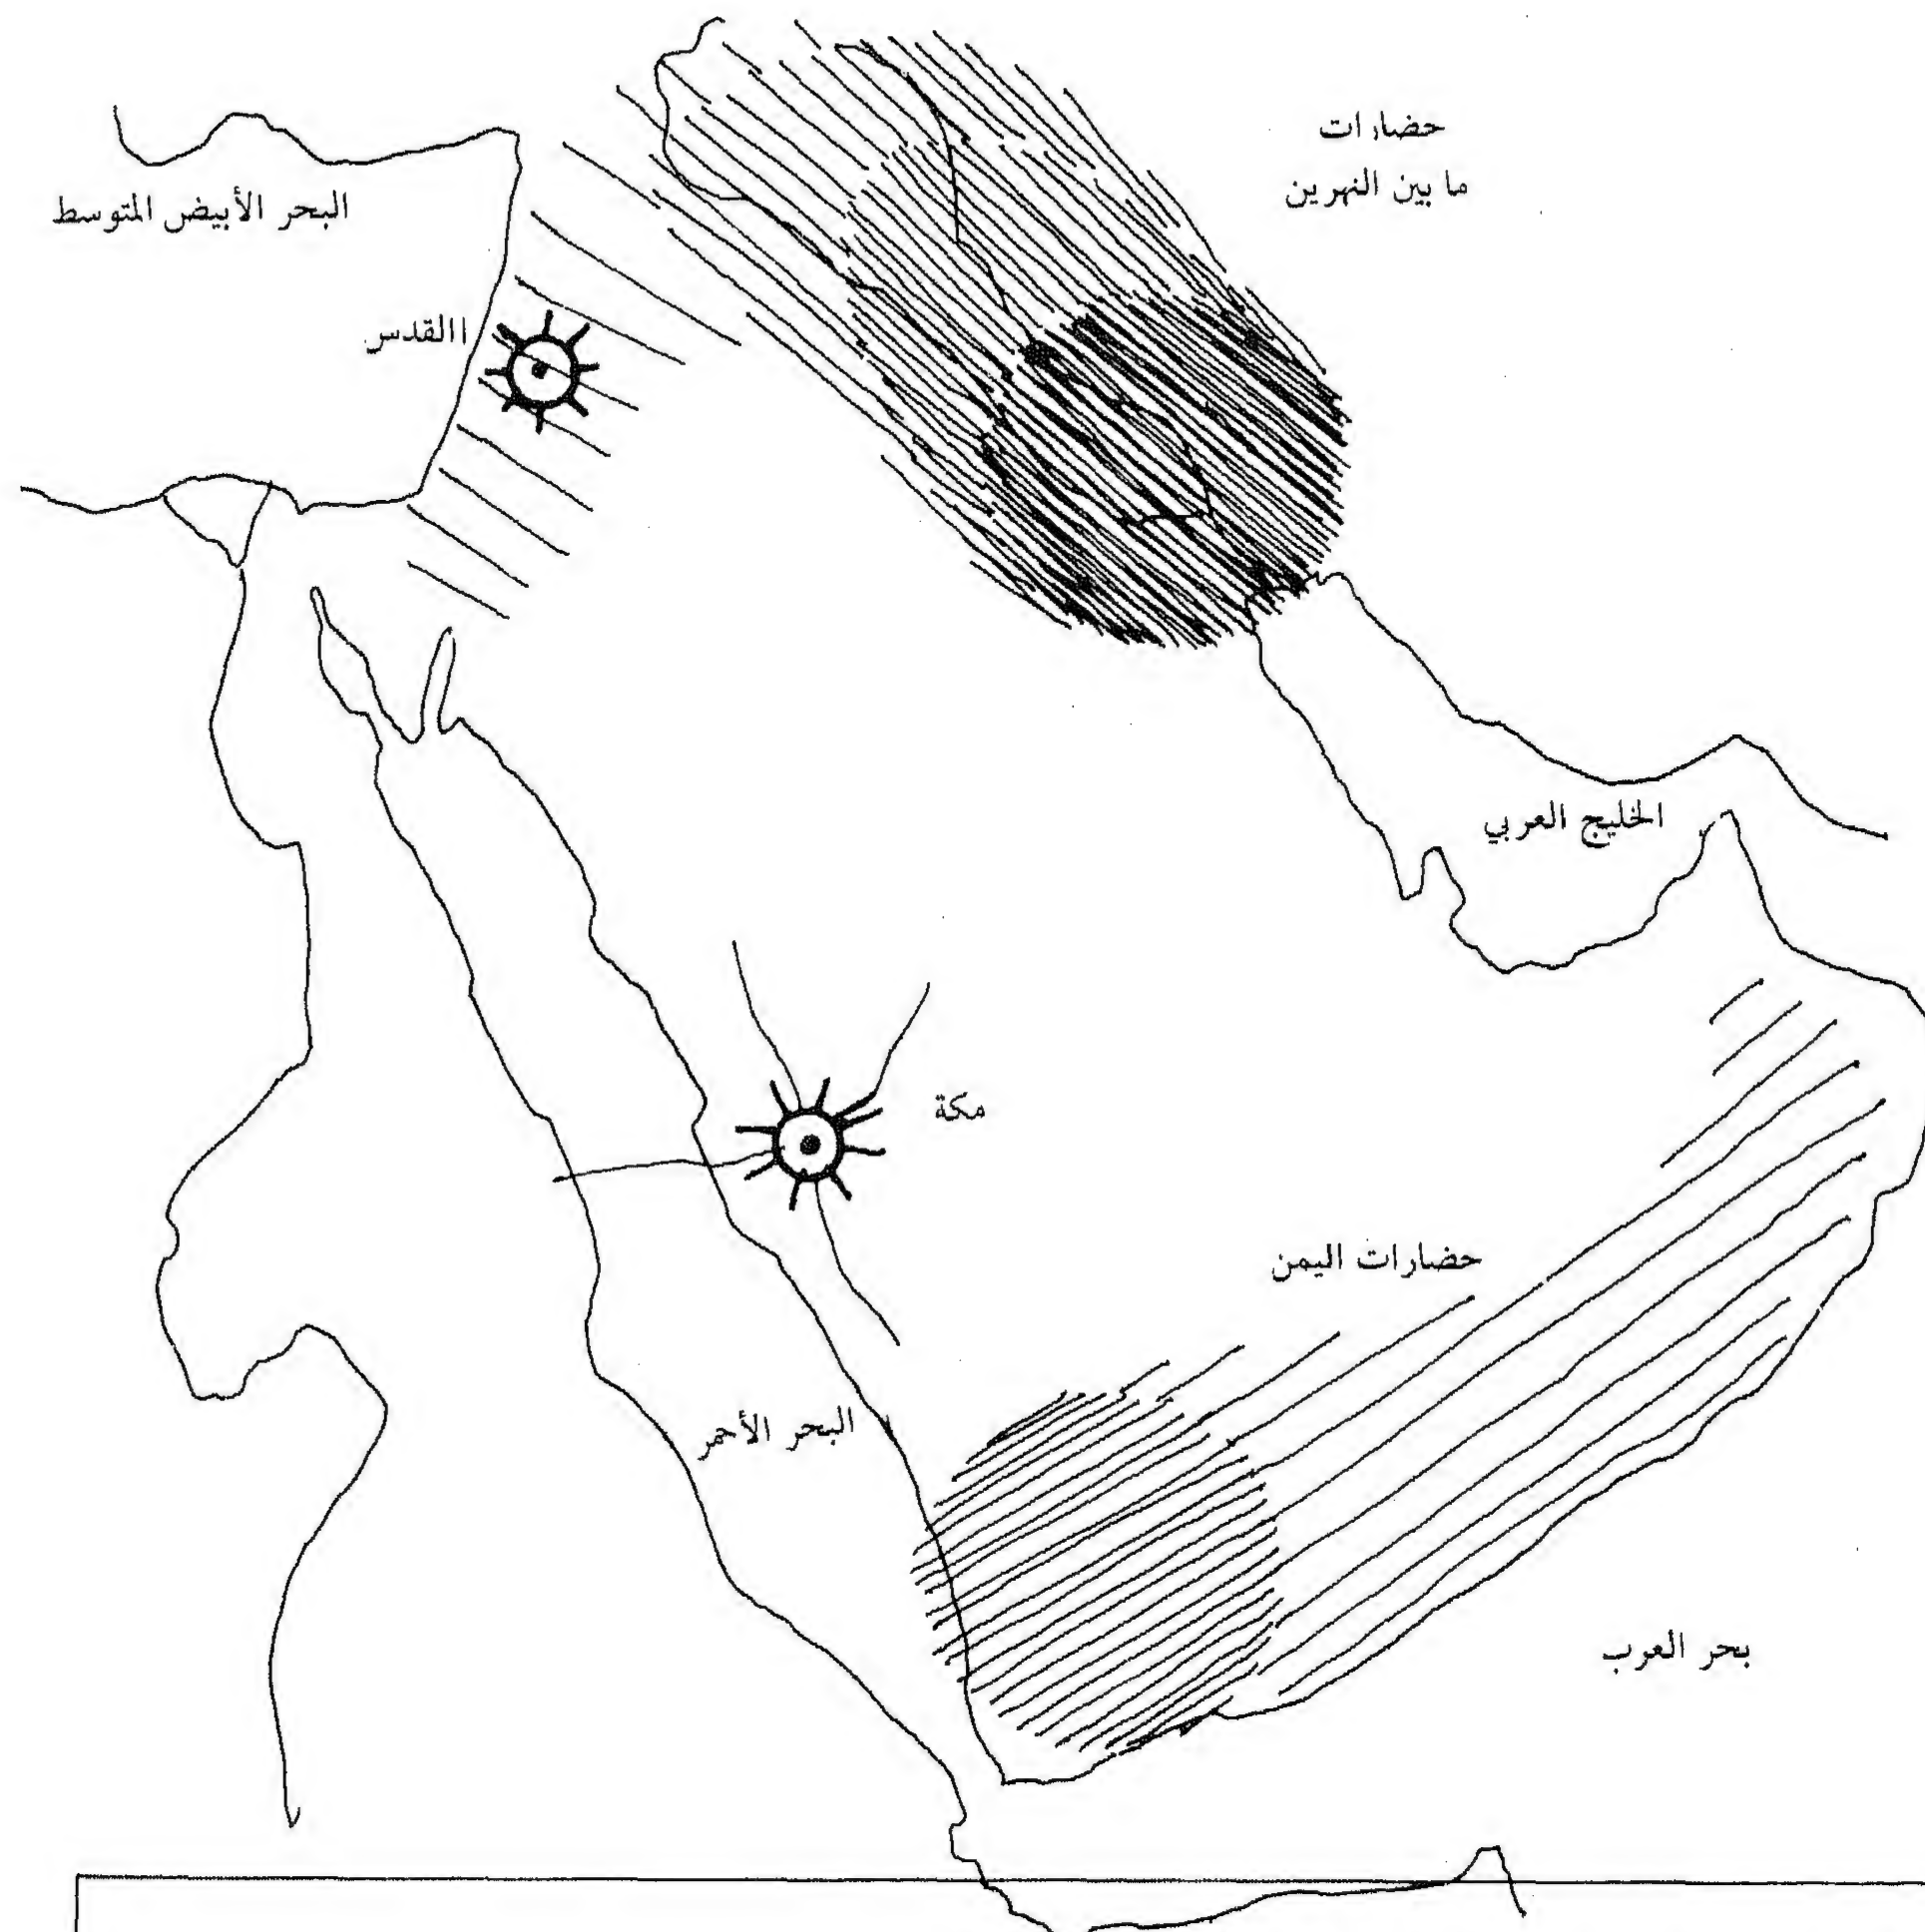 حضارات
ما بين النهرين
البحر الأبيض المتوسط
االقدس
الخليج العربي
مكة
حضارات اليمن
البحر الأحمر
بحر العرب